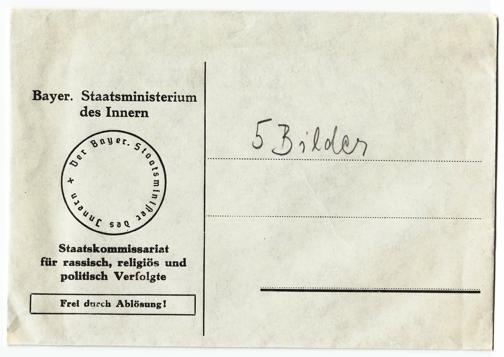 Bayer. Staatsministerium
des Innern
Der Bayer. Staatsminister des Innern +
Staatskommissariat
für rassisch, religiös und
politisch Verfolgte
Frei durch Ablösung!
5 Bilder